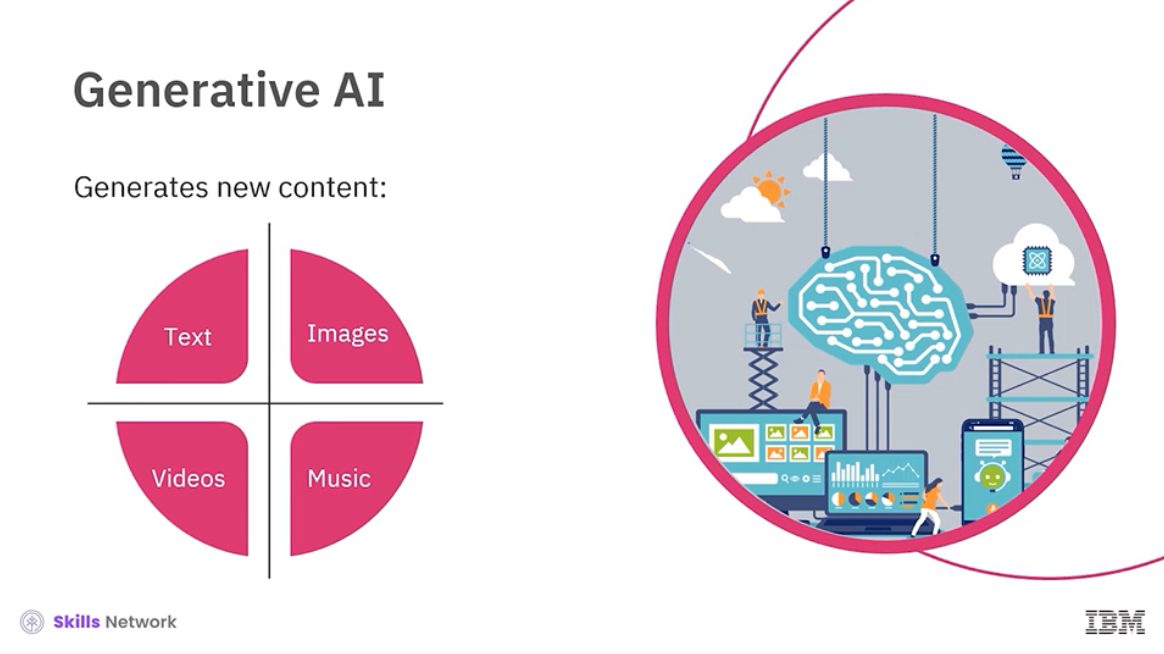 Generative AI
Generates new content:
Text
Images
Videos
Music
Skills Network
IBM